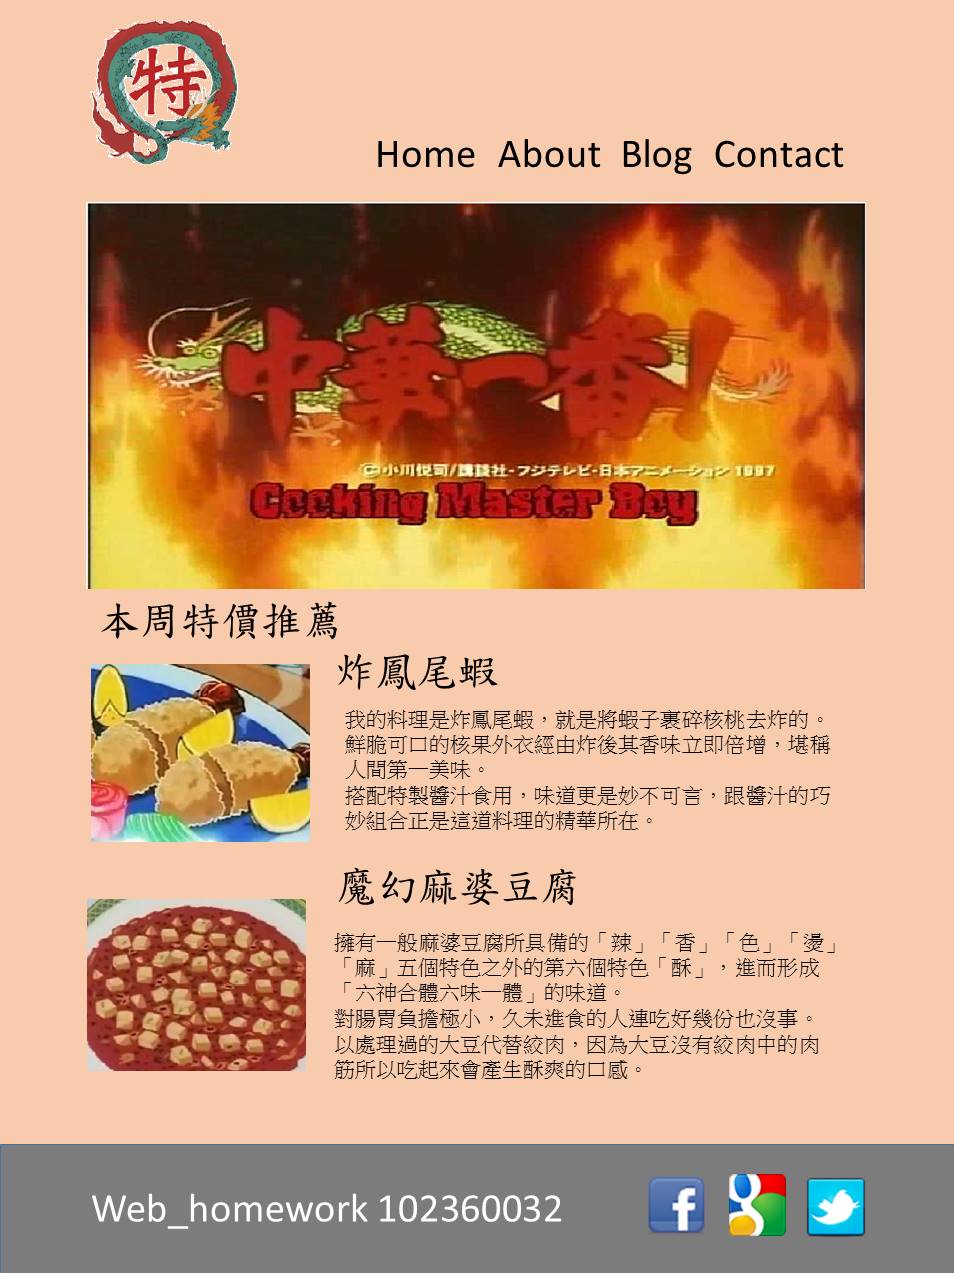 特
Home About Blog Contact
中華一番!
©小川悦司/講談社・フジテレビ・日本アニメーション 1997
Cooking Master Boy
本周特價推薦
炸鳳尾蝦
我的料理是炸鳳尾蝦，就是將蝦子裹碎核桃去炸的。
鮮脆可口的核果外衣經由炸後其香味立即倍增，堪稱
人間第一美味。
搭配特製醬汁食用，味道更是妙不可言，跟醬汁的巧
妙組合正是這道料理的精華所在。
魔幻麻婆豆腐
擁有一般麻婆豆腐所具備的「辣」「香」「色」「燙」
「麻」五個特色之外的第六個特色「酥」，進而形成
「六神合體六味一體」的味道。
對腸胃負擔極小，久未進食的人連吃好幾份也沒事。
以處理過的大豆代替絞肉，因為大豆沒有絞肉中的肉
筋所以吃起來會產生酥爽的口感。
Web_homework 102360032
f
g